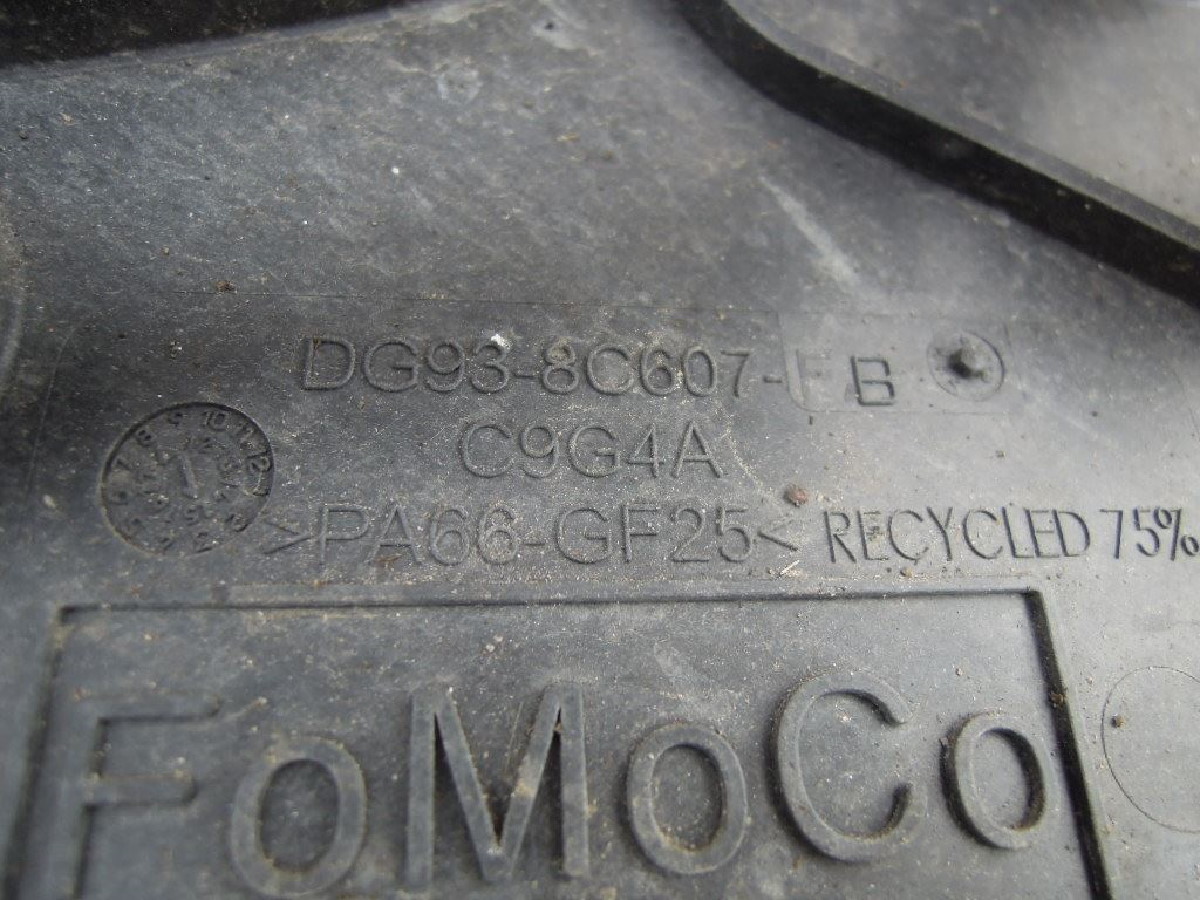 DG93-8C607-FB
C9G4A
>PA66-GF25< RECYCLED 75%
FoMoCo